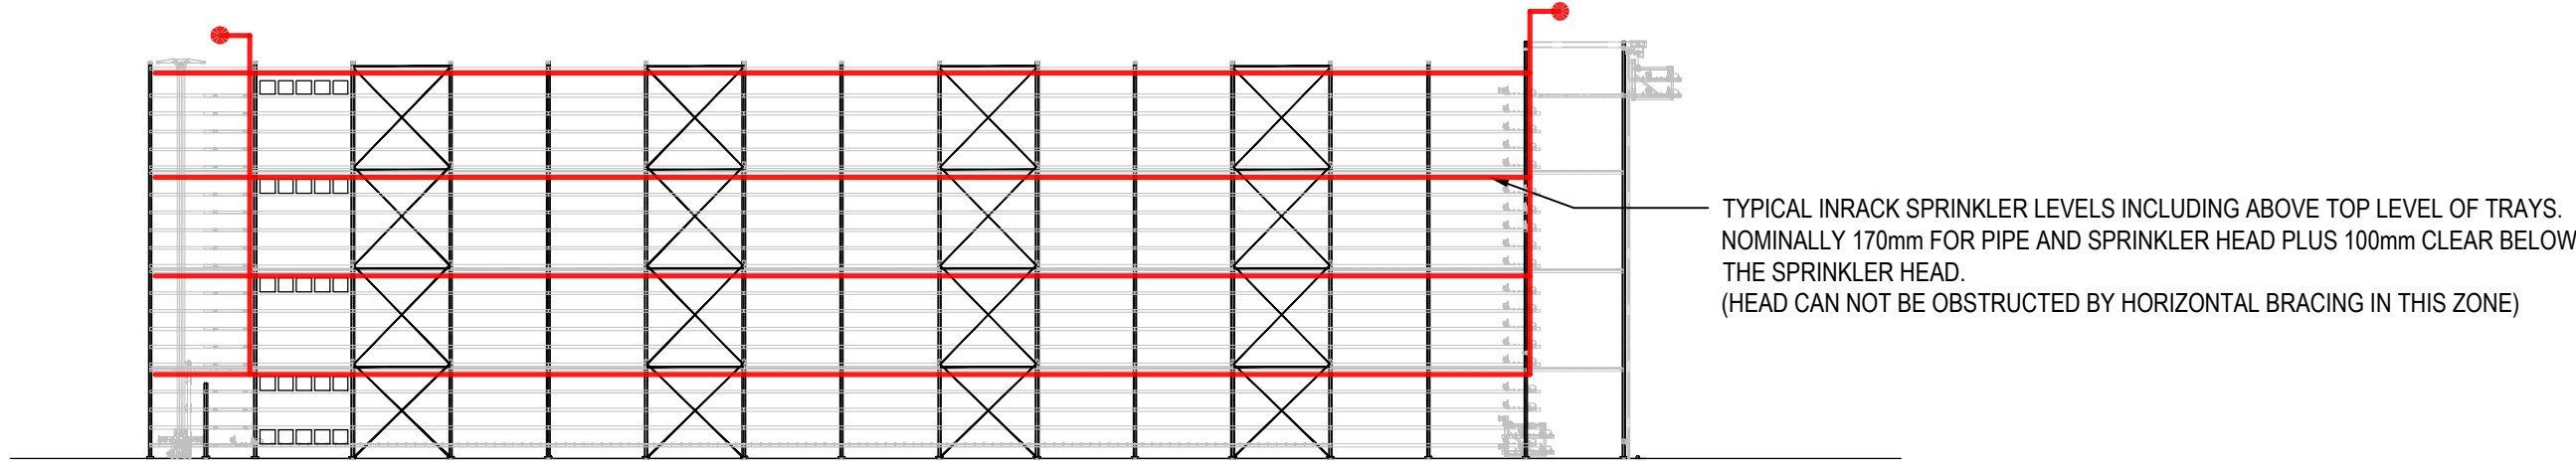 TYPICAL INRACK SPRINKLER LEVELS INCLUDING ABOVE TOP LEVEL OF TRAYS.
NOMINALLY 170mm FOR PIPE AND SPRINKLER HEAD PLUS 100mm CLEAR BELOW
THE SPRINKLER HEAD.
(HEAD CAN NOT BE OBSTRUCTED BY HORIZONTAL BRACING IN THIS ZONE)